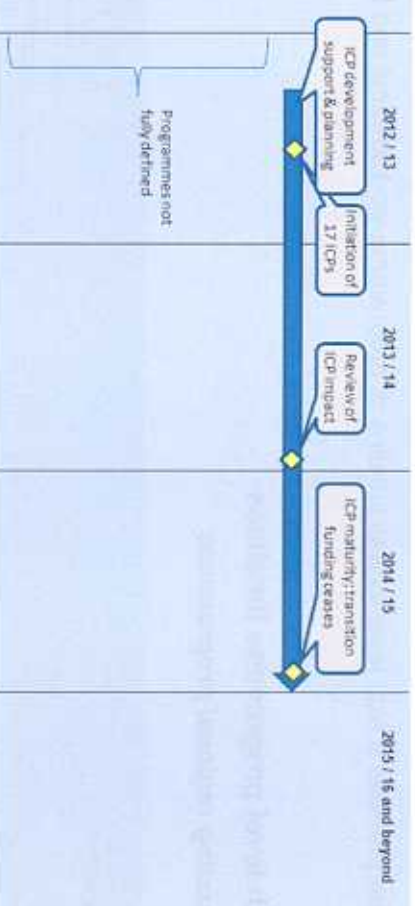 2012 / 13
2013 / 14
2014 / 15
2015 / 16 and beyond
ICP development
support & planning
Initiation of
17 ICPs
Review of
ICP impact
ICP maturity; transition
funding ceases
Programmes not
fully defined